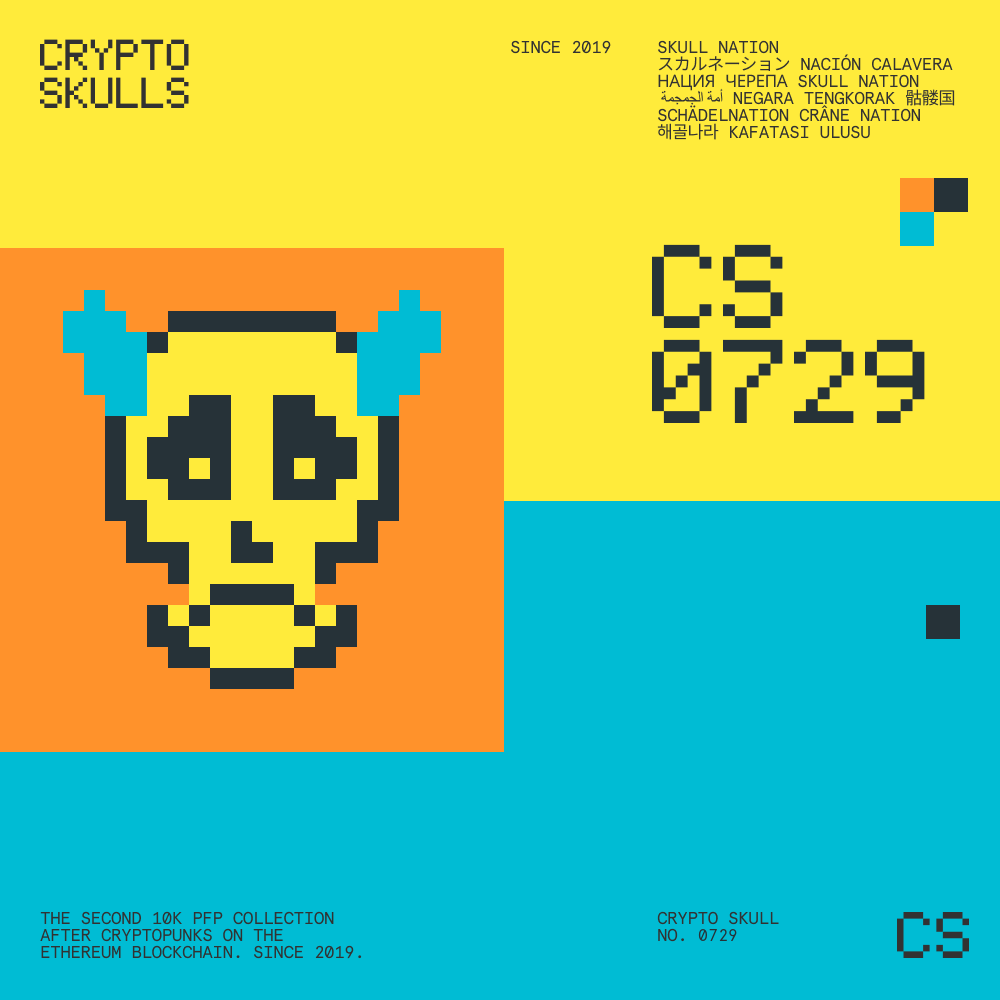 CRYPTO
SKULLS
SINCE 2019
SKULL NATION
スカルネーション NACIÓN CALAVERA
НАЦИЯ ЧЕРЕПА SKULL NATION
أمة الجمجمة NEGARA TENGKORAK 骷髅国
SCHÄDELNATION CRÂNE NATION
해골나라 KAFATASI ULUSU
CS
0729
THE SECOND 10K PFP COLLECTION
AFTER CRYPTOPUNKS ON THE
ETHEREUM BLOCKCHAIN. SINCE 2019.
CRYPTO SKULL
NO. 0729
CS